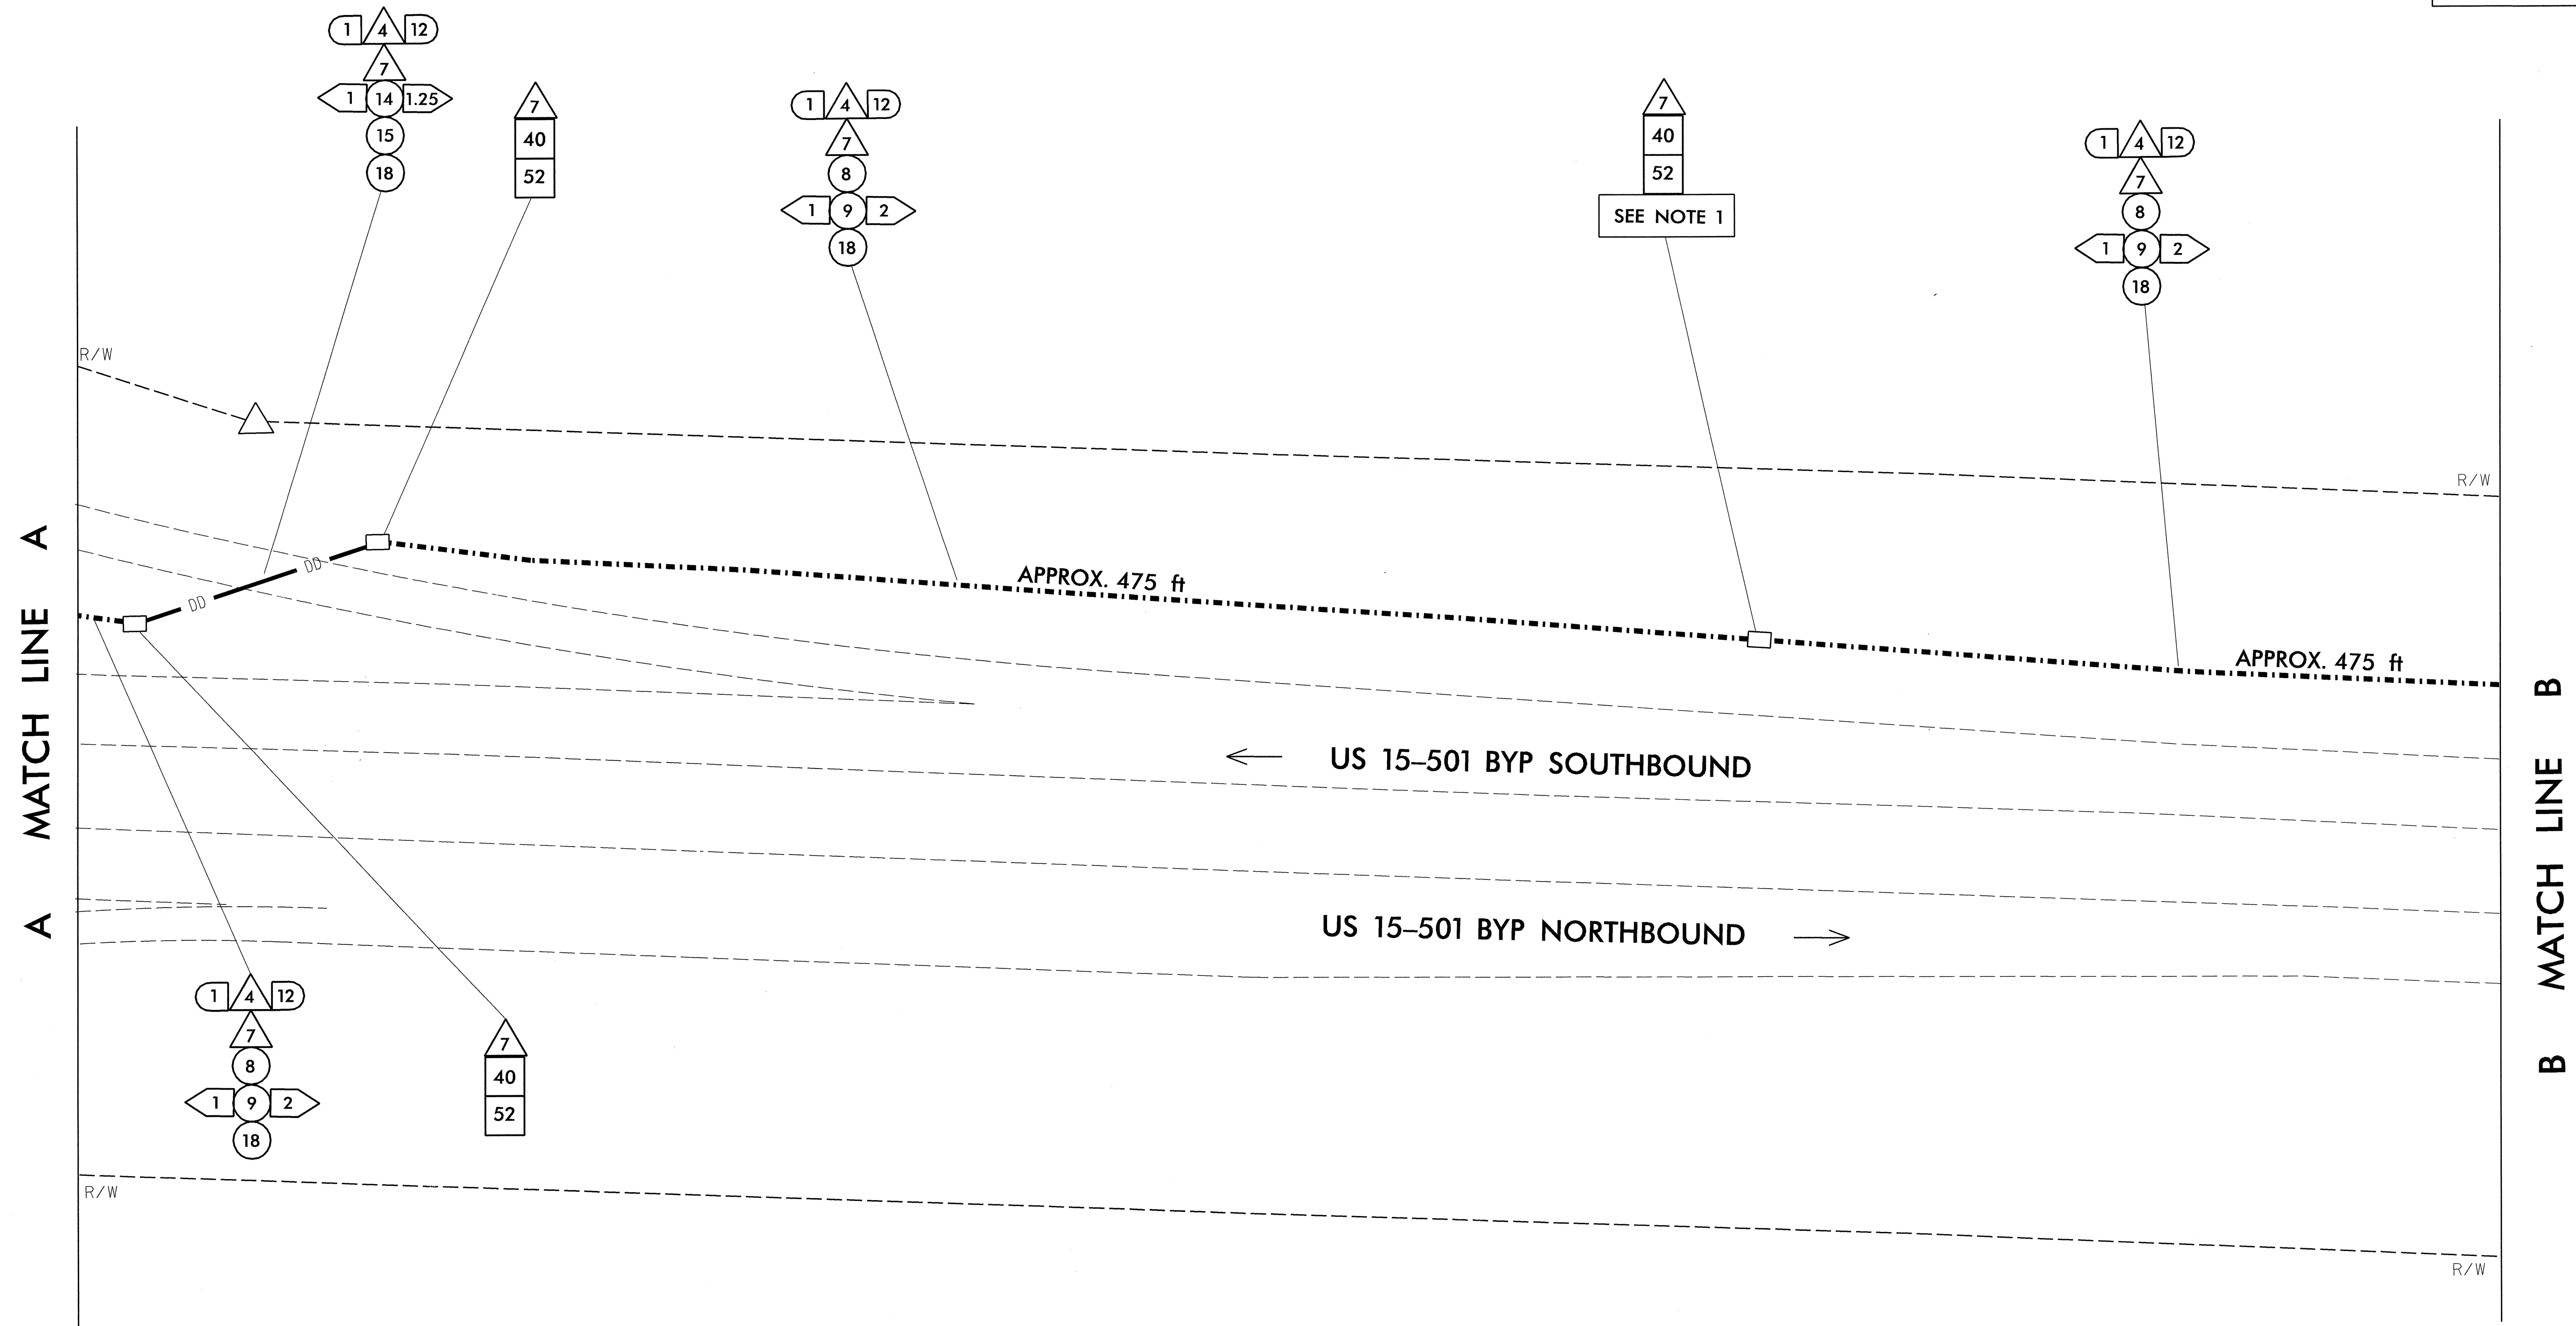 1 4 12
7
1 14 1.25
15
18
7
40
52
1 4 12
7
8
1 9 2
18
7
40
52
SEE NOTE 1
1 4 12
7
8
1 9 2
18
R/W
R/W
DD
DD
APPROX. 475 ft
APPROX. 475 ft
A MATCH LINE A
B MATCH LINE B
US 15-501 BYP SOUTHBOUND
US 15-501 BYP NORTHBOUND
1 4 12
7
8
1 9 2
18
7
40
52
R/W
R/W